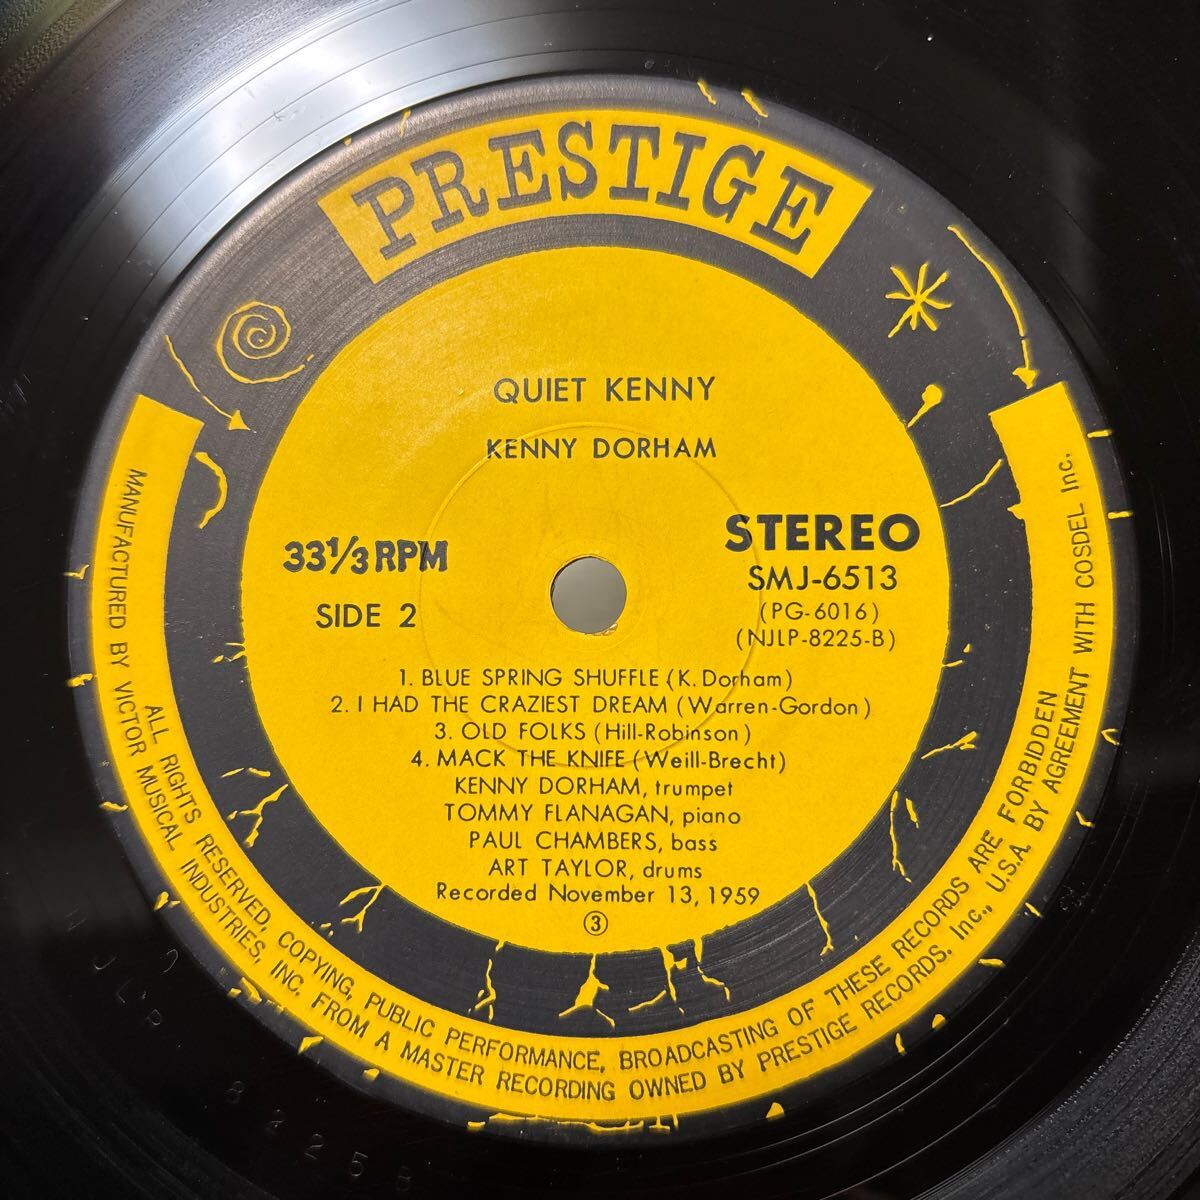 PRESTIGE
QUIET KENNY
KENNY DORHAM
33 1/3 RPM
SIDE 2
STEREO
SMJ-6513
(PG-6016)
(NJLP-8225-B)
1. BLUE SPRING SHUFFLE (K. Dorham)
2. I HAD THE CRAZIEST DREAM (Warren-Gordon)
3. OLD FOLKS (Hill-Robinson)
4. MACK THE KNIFE (Weill-Brecht)
KENNY DORHAM, trumpet
TOMMY FLANAGAN, piano
PAUL CHAMBERS, bass
ART TAYLOR, drums
Recorded November 13, 1959
③
ALL RIGHTS RESERVED, COPYING, PUBLIC PERFORMANCE, BROADCASTING OF THESE RECORDS ARE FORBIDDEN
MANUFACTURED BY VICTOR MUSICAL INDUSTRIES, INC. FROM A MASTER RECORDING OWNED BY PRESTIGE RECORDS. Inc., U.S.A. BY AGREEMENT WITH COSDEL Inc.
8225B